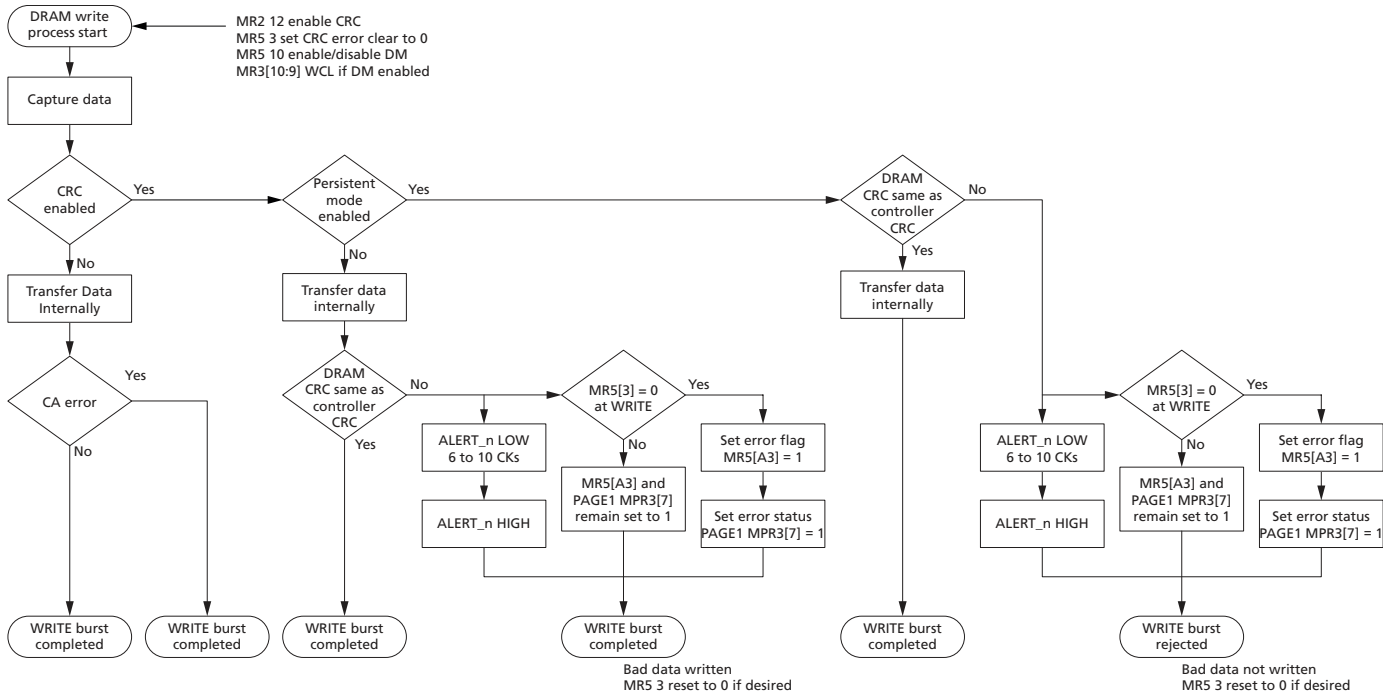 DRAM write
process start
MR2 12 enable CRC
MR5 3 set CRC error clear to 0
MR5 10 enable/disable DM
MR3[10:9] WCL if DM enabled
Capture data
CRC
enabled
Yes
No
Persistent
mode
enabled
Yes
No
DRAM
CRC same as
controller
CRC
No
Yes
Transfer Data
Internally
Transfer data
internally
Transfer data
internally
CA error
Yes
No
DRAM
CRC same as
controller
CRC
No
Yes
MR5[3] = 0
at WRITE
Yes
No
MR5[3] = 0
at WRITE
Yes
No
ALERT_n LOW
6 to 10 CKs
MR5[A3] and
PAGE1 MPR3[7]
remain set to 1
Set error flag
MR5[A3] = 1
ALERT_n LOW
6 to 10 CKs
MR5[A3] and
PAGE1 MPR3[7]
remain set to 1
Set error flag
MR5[A3] = 1
ALERT_n HIGH
Set error status
PAGE1 MPR3[7] = 1
ALERT_n HIGH
Set error status
PAGE1 MPR3[7] = 1
WRITE burst
completed
WRITE burst
completed
WRITE burst
completed
WRITE burst
completed
Bad data written
MR5 3 reset to 0 if desired
WRITE burst
completed
WRITE burst
rejected
Bad data not written
MR5 3 reset to 0 if desired